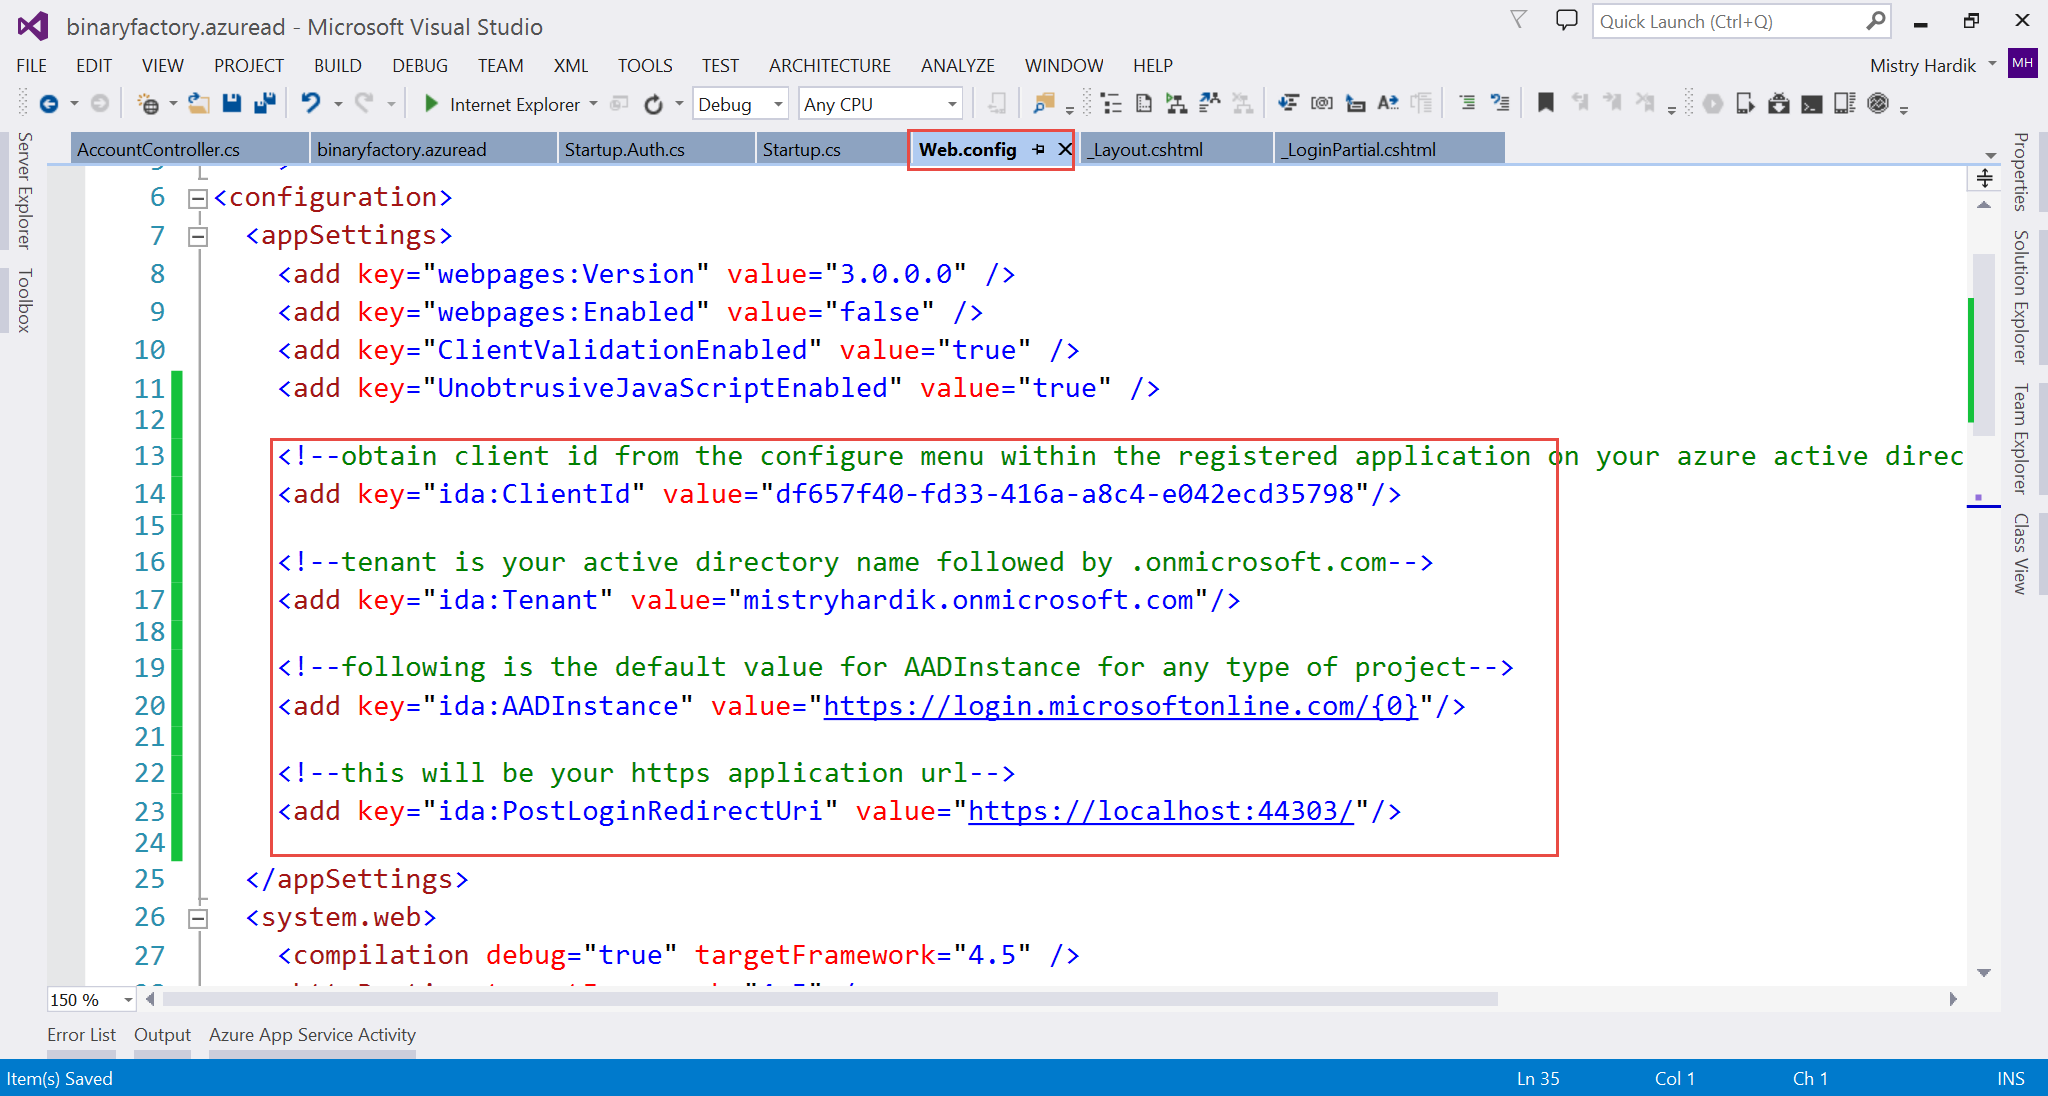 binaryfactory.azuread - Microsoft Visual Studio
Quick Launch (Ctrl+Q)
FILE EDIT VIEW PROJECT BUILD DEBUG TEAM XML TOOLS TEST ARCHITECTURE ANALYZE WINDOW HELP
Mistry Hardik MH
Internet Explorer Debug Any CPU
AccountController.cs binaryfactory.azuread Startup.Auth.cs Startup.cs Web.config _Layout.cshtml _LoginPartial.cshtml
Server Explorer
Toolbox
Properties
Solution Explorer
Team Explorer
Class View
6 <configuration>
7 <appSettings>
8 <add key="webpages:Version" value="3.0.0.0" />
9 <add key="webpages:Enabled" value="false" />
10 <add key="ClientValidationEnabled" value="true" />
11 <add key="UnobtrusiveJavaScriptEnabled" value="true" />
12
13 <!--obtain client id from the configure menu within the registered application on your azure active direc
14 <add key="ida:ClientId" value="df657f40-fd33-416a-a8c4-e042ecd35798"/>
15
16 <!--tenant is your active directory name followed by .onmicrosoft.com-->
17 <add key="ida:Tenant" value="mistryhardik.onmicrosoft.com"/>
18
19 <!--following is the default value for AADInstance for any type of project-->
20 <add key="ida:AADInstance" value="https://login.microsoftonline.com/{0}"/>
21
22 <!--this will be your https application url-->
23 <add key="ida:PostLoginRedirectUri" value="https://localhost:44303/"/>
24
25 </appSettings>
26 <system.web>
27 <compilation debug="true" targetFramework="4.5" />
150 %
Error List Output Azure App Service Activity
Item(s) Saved Ln 35 Col 1 Ch 1 INS